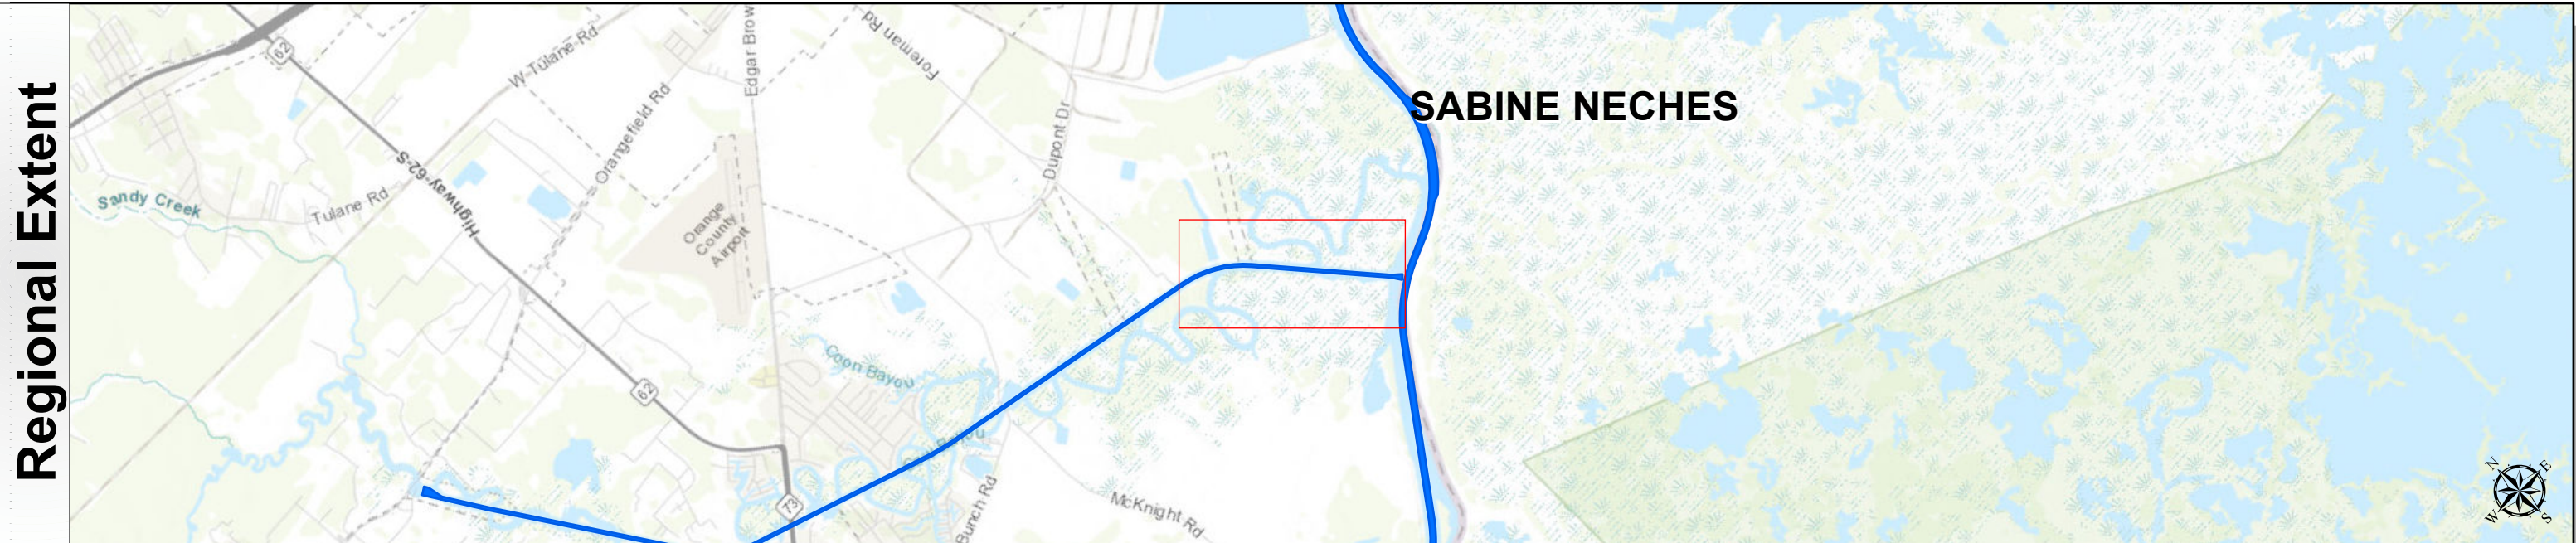 Regional Extent
62
W-Tulane-Rd
Edgar Brow
Foreman Rd
SABINE NECHES
Orangefield Rd
Dupont Dr
Highway-62-S
Sandy Creek
Tulane Rd
Orange
County
Airport
Coon Bayou
62
Bayou
73
Bunch Rd
McKnight Rd
N
E
W
S